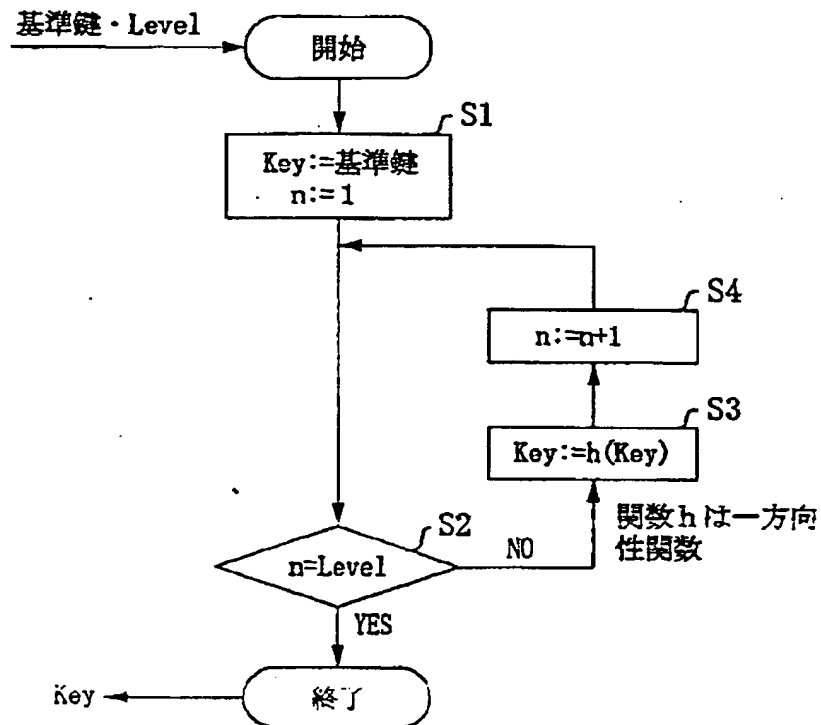 基準鍵・Level
開始
S1
Key:=基準鍵
n:=1
S4
n:=n+1
S3
Key:=h(Key)
関数hは一方向
性関数
S2
n=Level
NO
YES
Key
終了